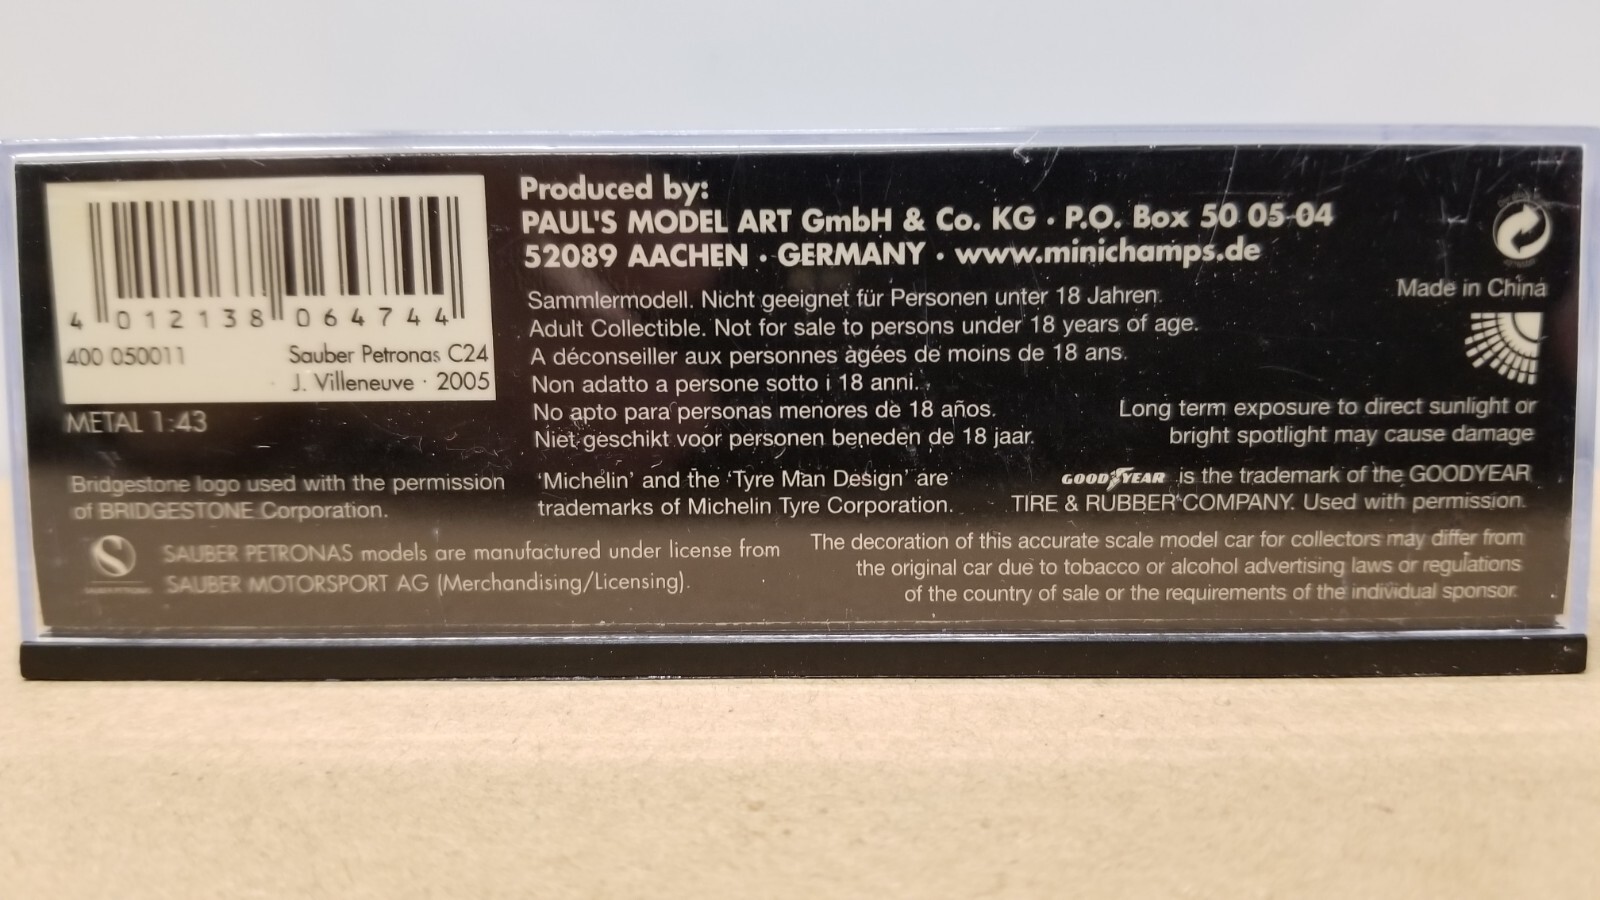 4 012138 064744
400 050011
Sauber Petronas C24
J. Villeneuve · 2005
METAL 1:43
Produced by:
PAUL'S MODEL ART GmbH & Co. KG · P.O. Box 50 05 04
52089 AACHEN · GERMANY · www.minichamps.de
Sammlermodell. Nicht geeignet für Personen unter 18 Jahren.
Adult Collectible. Not for sale to persons under 18 years of age.
A déconseiller aux personnes àgées de moins de 18 ans.
Non adatto a persone sotto i 18 anni.
No apto para personas menores de 18 años.
Niet geschikt voor personen beneden de 18 jaar.
Made in China
Long term exposure to direct sunlight or
bright spotlight may cause damage
Bridgestone logo used with the permission
of BRIDGESTONE Corporation.
'Michelin' and the 'Tyre Man Design' are
trademarks of Michelin Tyre Corporation.
GOODYEAR is the trademark of the GOODYEAR
TIRE & RUBBER COMPANY. Used with permission.
SAUBER PETRONAS models are manufactured under license from
SAUBER MOTORSPORT AG (Merchandising/Licensing).
The decoration of this accurate scale model car for collectors may differ from
the original car due to tobacco or alcohol advertising laws or regulations
of the country of sale or the requirements of the individual sponsor.